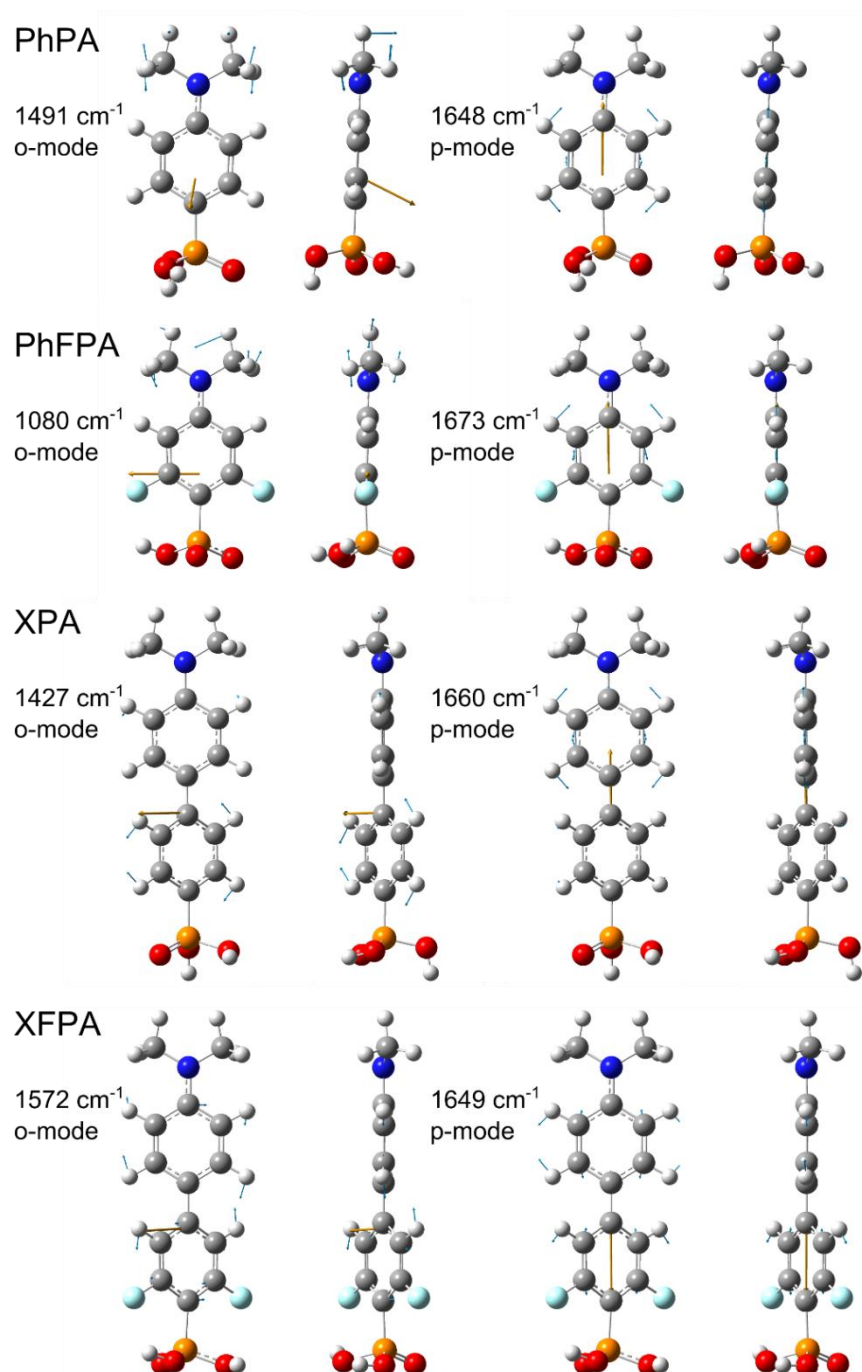 PhPA
1491 cm⁻¹
o-mode
1648 cm⁻¹
p-mode
PhFPA
1080 cm⁻¹
o-mode
1673 cm⁻¹
p-mode
XPA
1427 cm⁻¹
o-mode
1660 cm⁻¹
p-mode
XFPA
1572 cm⁻¹
o-mode
1649 cm⁻¹
p-mode